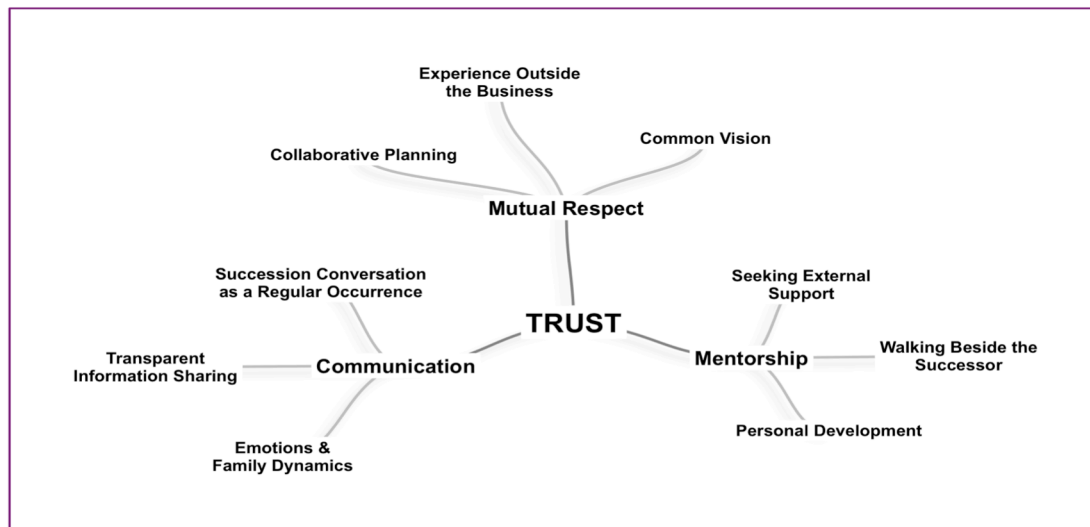 Experience Outside
the Business
Common Vision
Collaborative Planning
Mutual Respect
Succession Conversation
as a Regular Occurrence
Seeking External
Support
TRUST
Transparent
Information Sharing
Communication
Mentorship
Walking Beside the
Successor
Emotions &
Family Dynamics
Personal Development